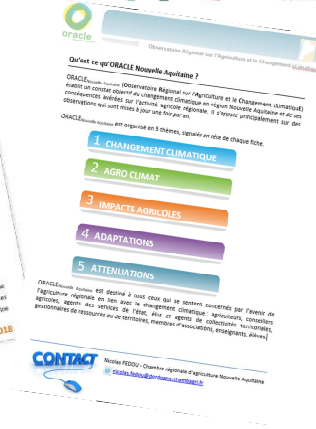 oracle
Observatoire Régional sur l'Agriculture et le Changement climatique
Qu'est ce qu'ORACLE Nouvelle Aquitaine ?
ORACLE Nouvelle Aquitaine (Observatoire Régional sur l'Agriculture et le Changement climatiquE)
établit un constat objectif du changement climatique en région Nouvelle Aquitaine et de ses
conséquences avérées sur l'activité agricole régionale. Il s'appuie principalement sur des
observations qui sont mises à jour une fois par an.
ORACLE Nouvelle Aquitaine est organisé en 5 thèmes, signalés en tête de chaque fiche.
1 CHANGEMENT CLIMATIQUE
2 AGRO CLIMAT
3 IMPACTS AGRICOLES
4 ADAPTATIONS
5 ATTENUATIONS
ORACLE Nouvelle Aquitaine est destiné à tous ceux qui se sentent concernés par l'avenir de
l'agriculture régionale en lien avec le changement climatique : agriculteurs, conseillers
agricoles, agents des services de l'état, élus et agents de collectivités territoriales,
gestionnaires de ressources ou de territoires, membres d'associations, enseignants, élèves
2018
CONTACT
Nicolas FEDOU - Chambre régionale d'agriculture Nouvelle Aquitaine
nicolas.fedou@dordogne.chambagri.fr